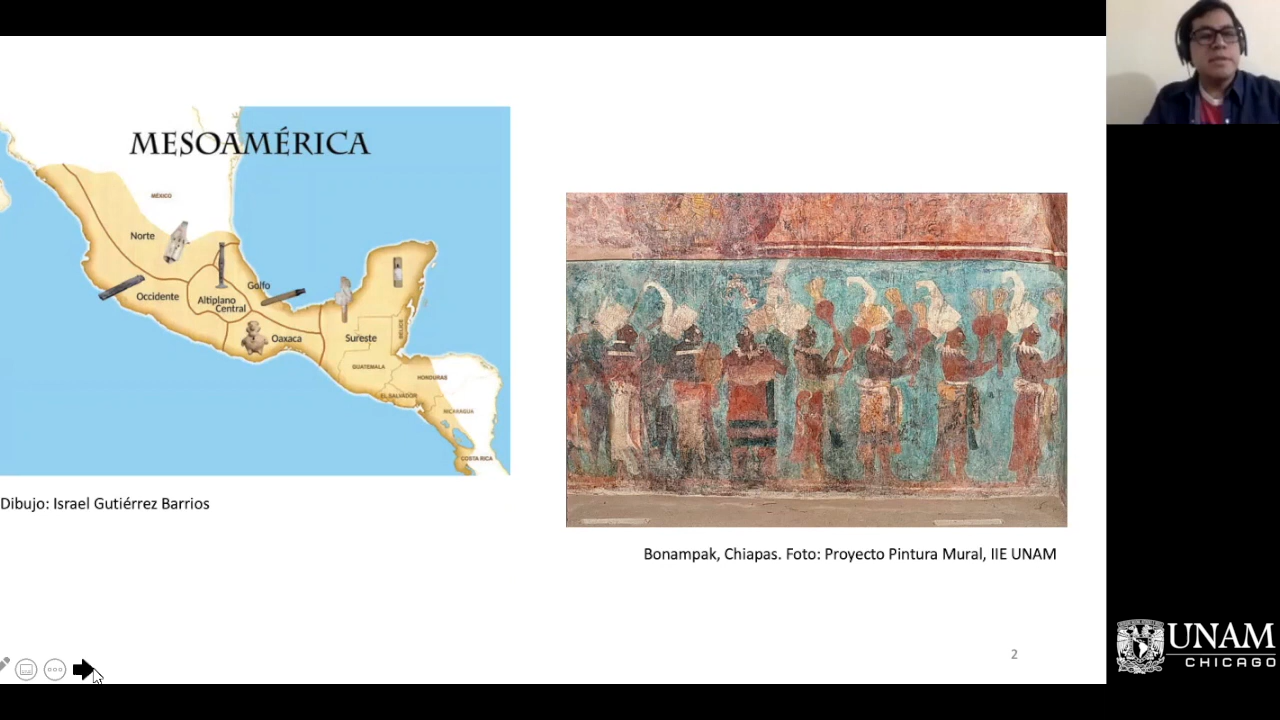 MESOAMÉRICA
MÉXICO
Norte
Golfo
Occidente
Altiplano
Central
Oaxaca
Sureste
BELICE
GUATEMALA
HONDURAS
EL SALVADOR
NICARAGUA
COSTA RICA
Dibujo: Israel Gutiérrez Barrios
Bonampak, Chiapas. Foto: Proyecto Pintura Mural, IIE UNAM
2
UNAM
CHICAGO